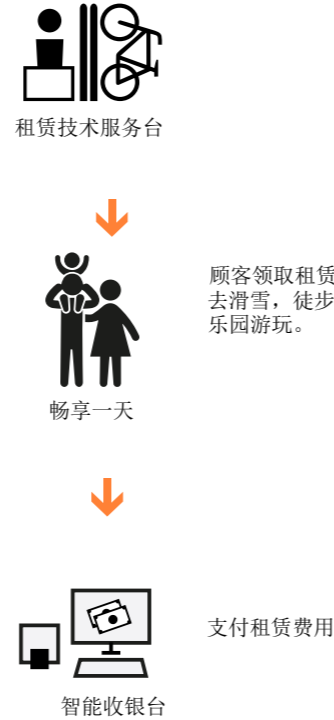 租赁技术服务台
顾客领取租赁
去滑雪，徒步
乐园游玩。
畅享一天
支付租赁费用
智能收银台